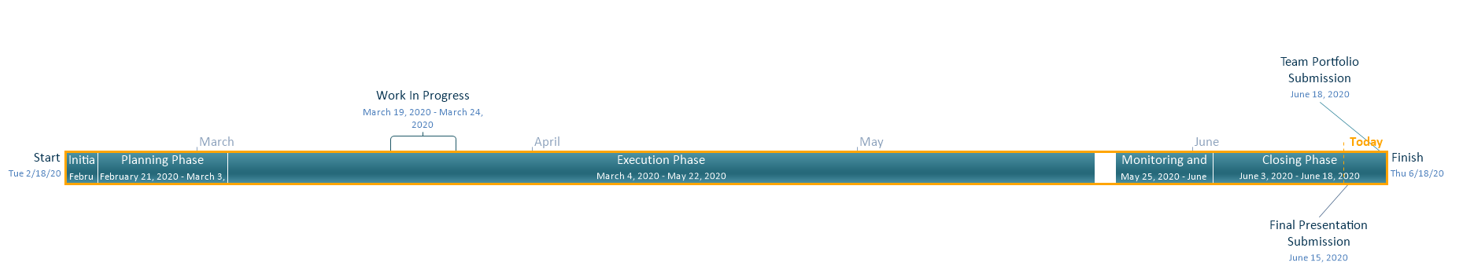 Team Portfolio
Submission
June 18, 2020
Work In Progress
March 19, 2020 - March 24,
2020
March
April
May
June
Today
Start
Tue 2/18/20
Initia
Febru
Planning Phase
February 21, 2020 - March 3,
Execution Phase
March 4, 2020 - May 22, 2020
Monitoring and
May 25, 2020 - June
Closing Phase
June 3, 2020 - June 18, 2020
Finish
Thu 6/18/20
Final Presentation
Submission
June 15, 2020